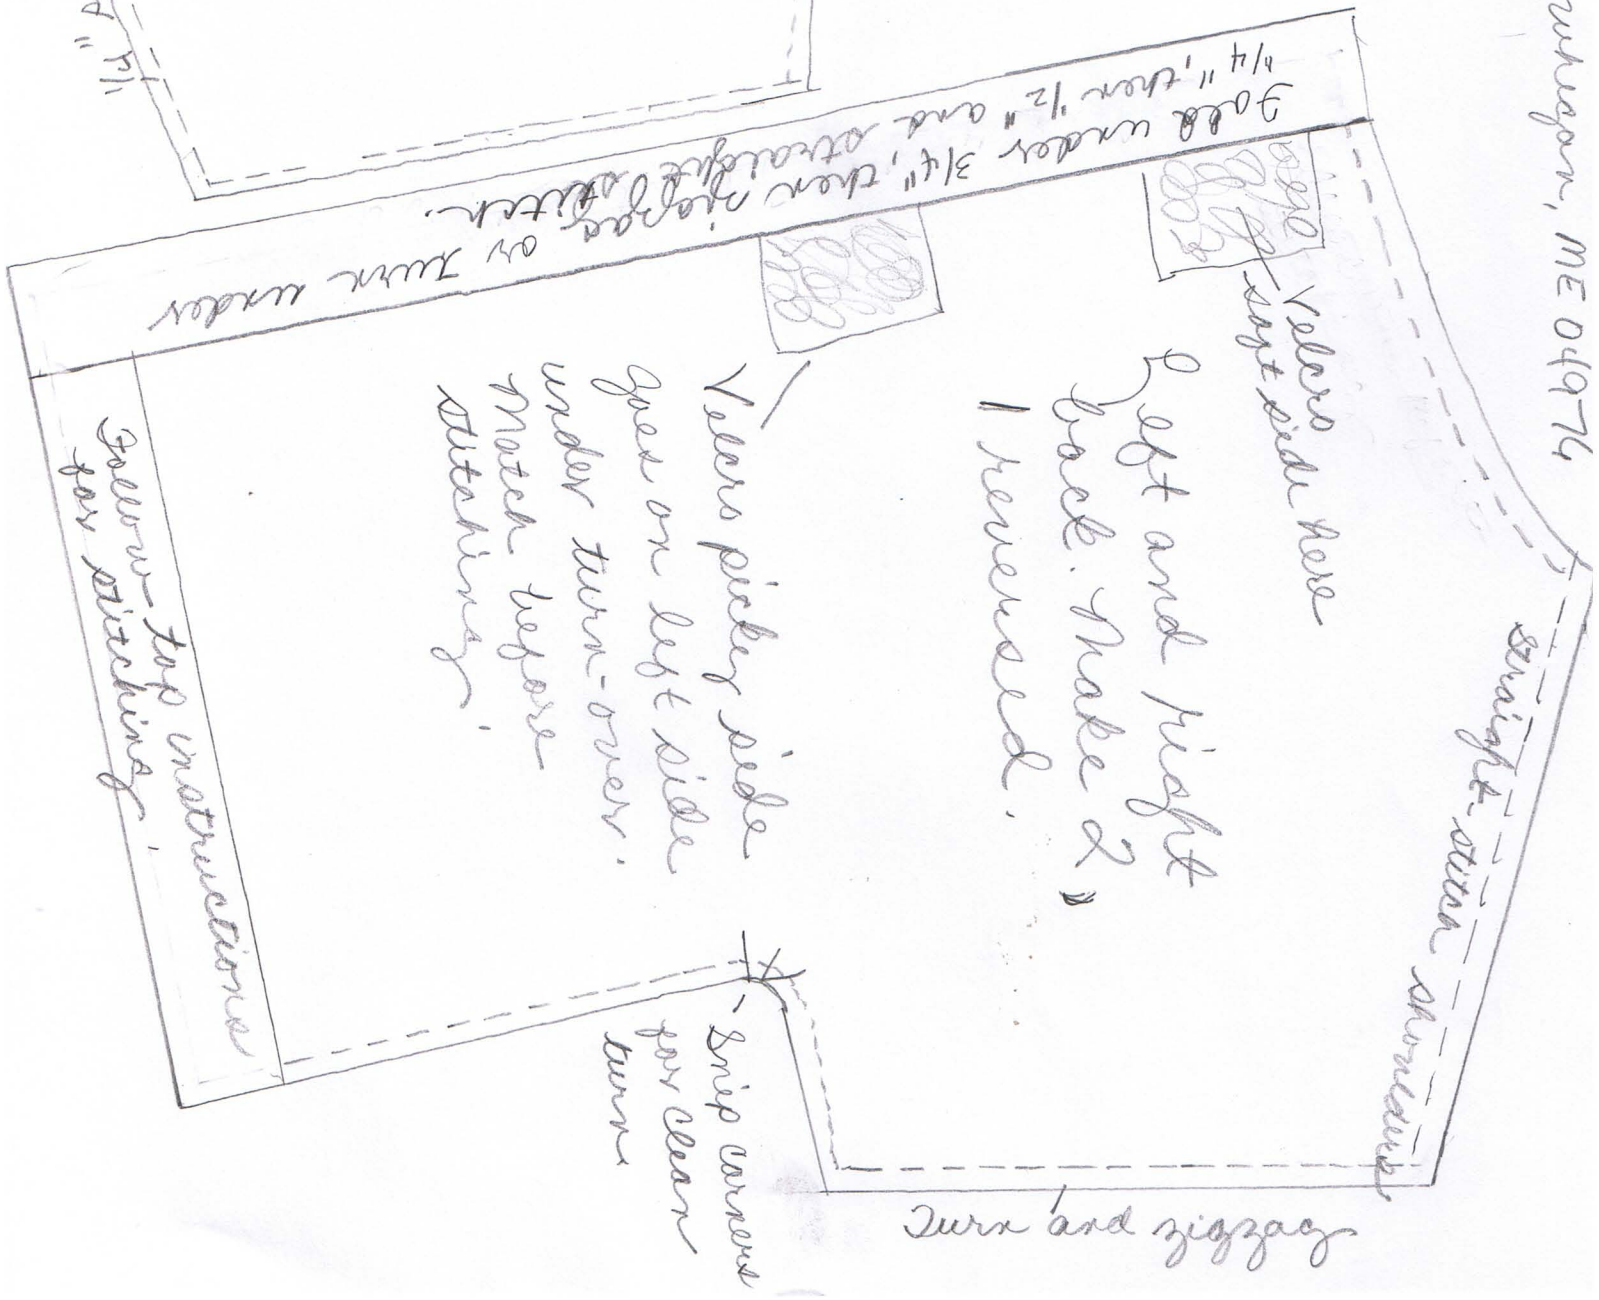 whegan, ME 04976
Fold under 3/4", then zigzag, or turn under
1/4", then 1/2" and straight stitch.
Velcro
soft side here
straight stitch shoulders
Left and right
back. Make 2,
1 reversed.
Velcro pickey side
goes on left side
under turn-over.
Match before
stitching.
Follow top instructions
for stitching.
Snip corners
for clean
turn
Turn and zigzag